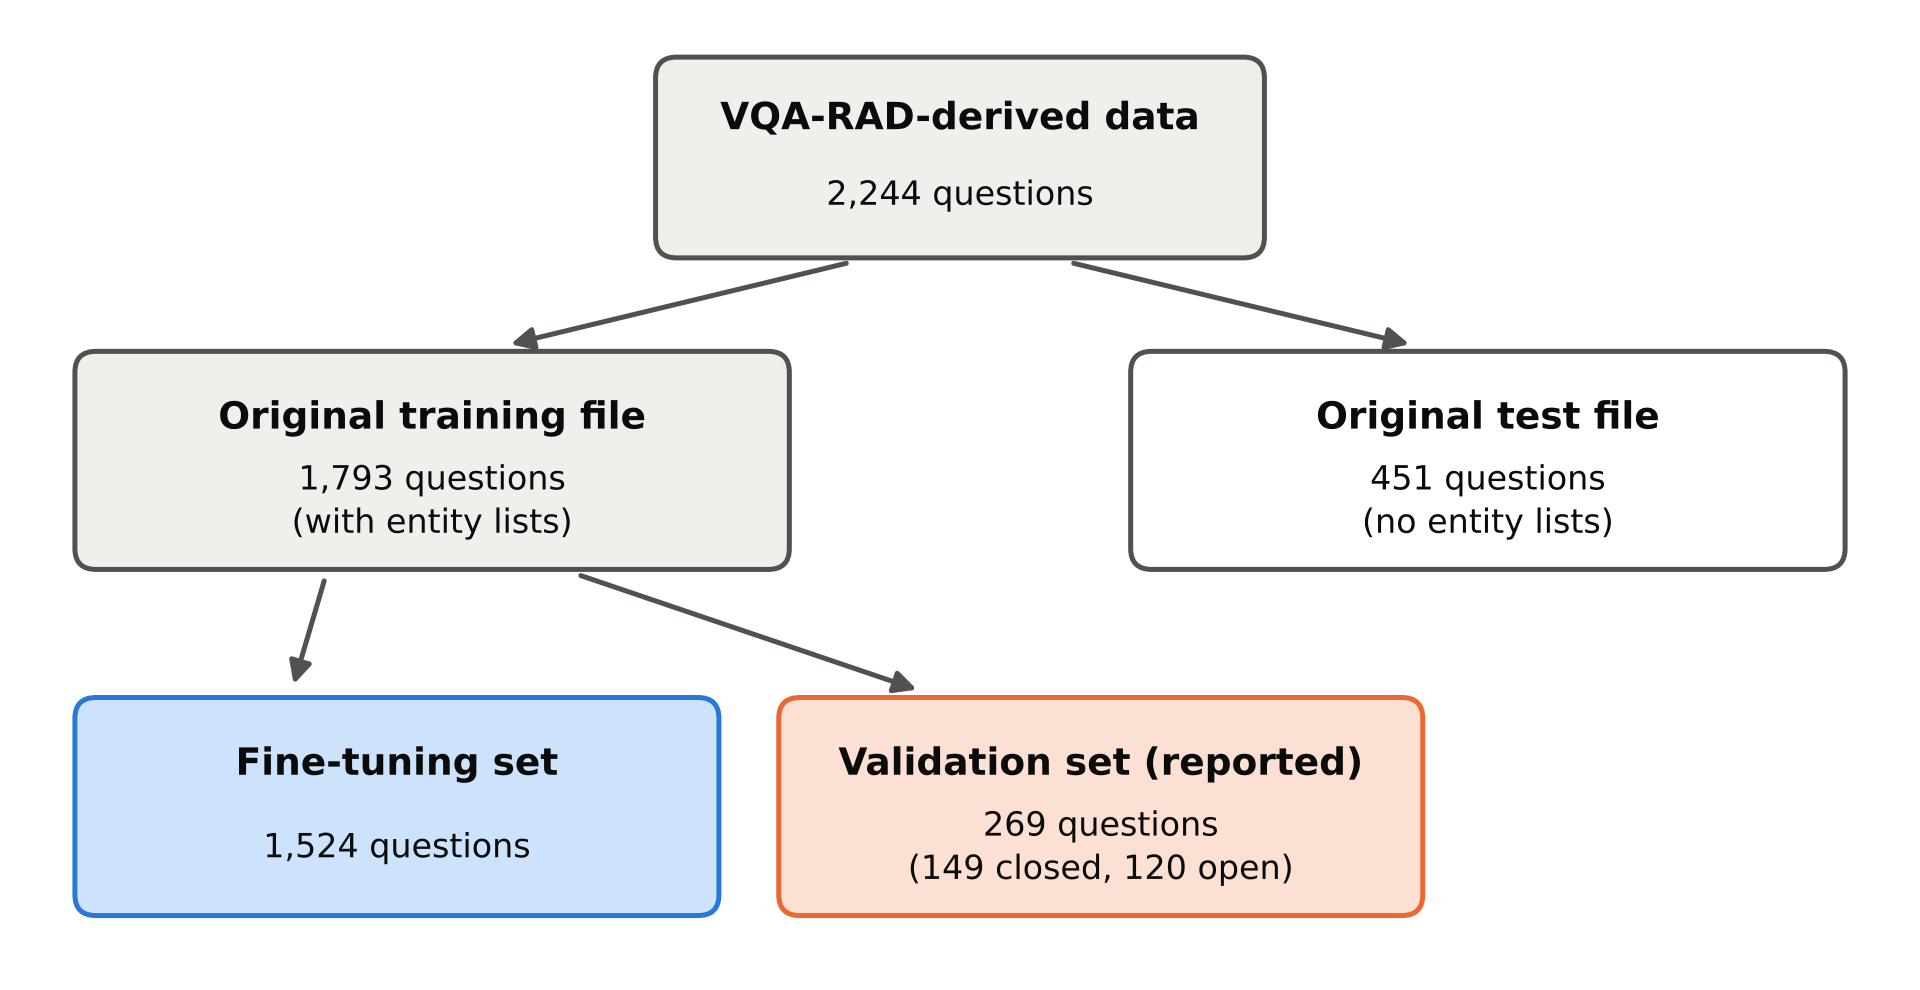 VQA-RAD-derived data
2,244 questions
Original training file
1,793 questions
(with entity lists)
Original test file
451 questions
(no entity lists)
Fine-tuning set
1,524 questions
Validation set (reported)
269 questions
(149 closed, 120 open)